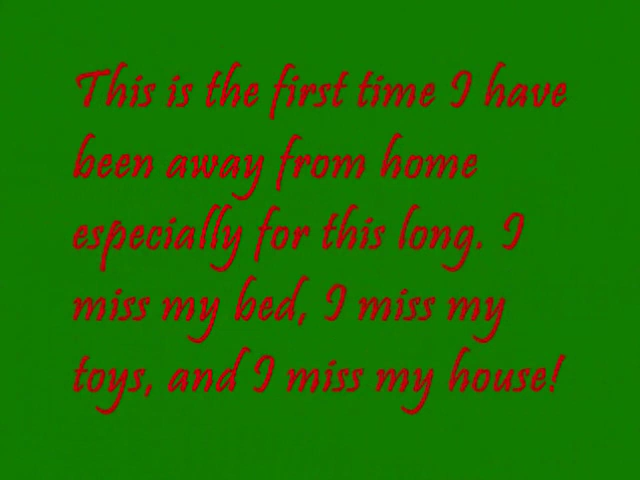 This is the first time I have
been away from home
especially for this long. I
miss my bed, I miss my
toys, and I miss my house!